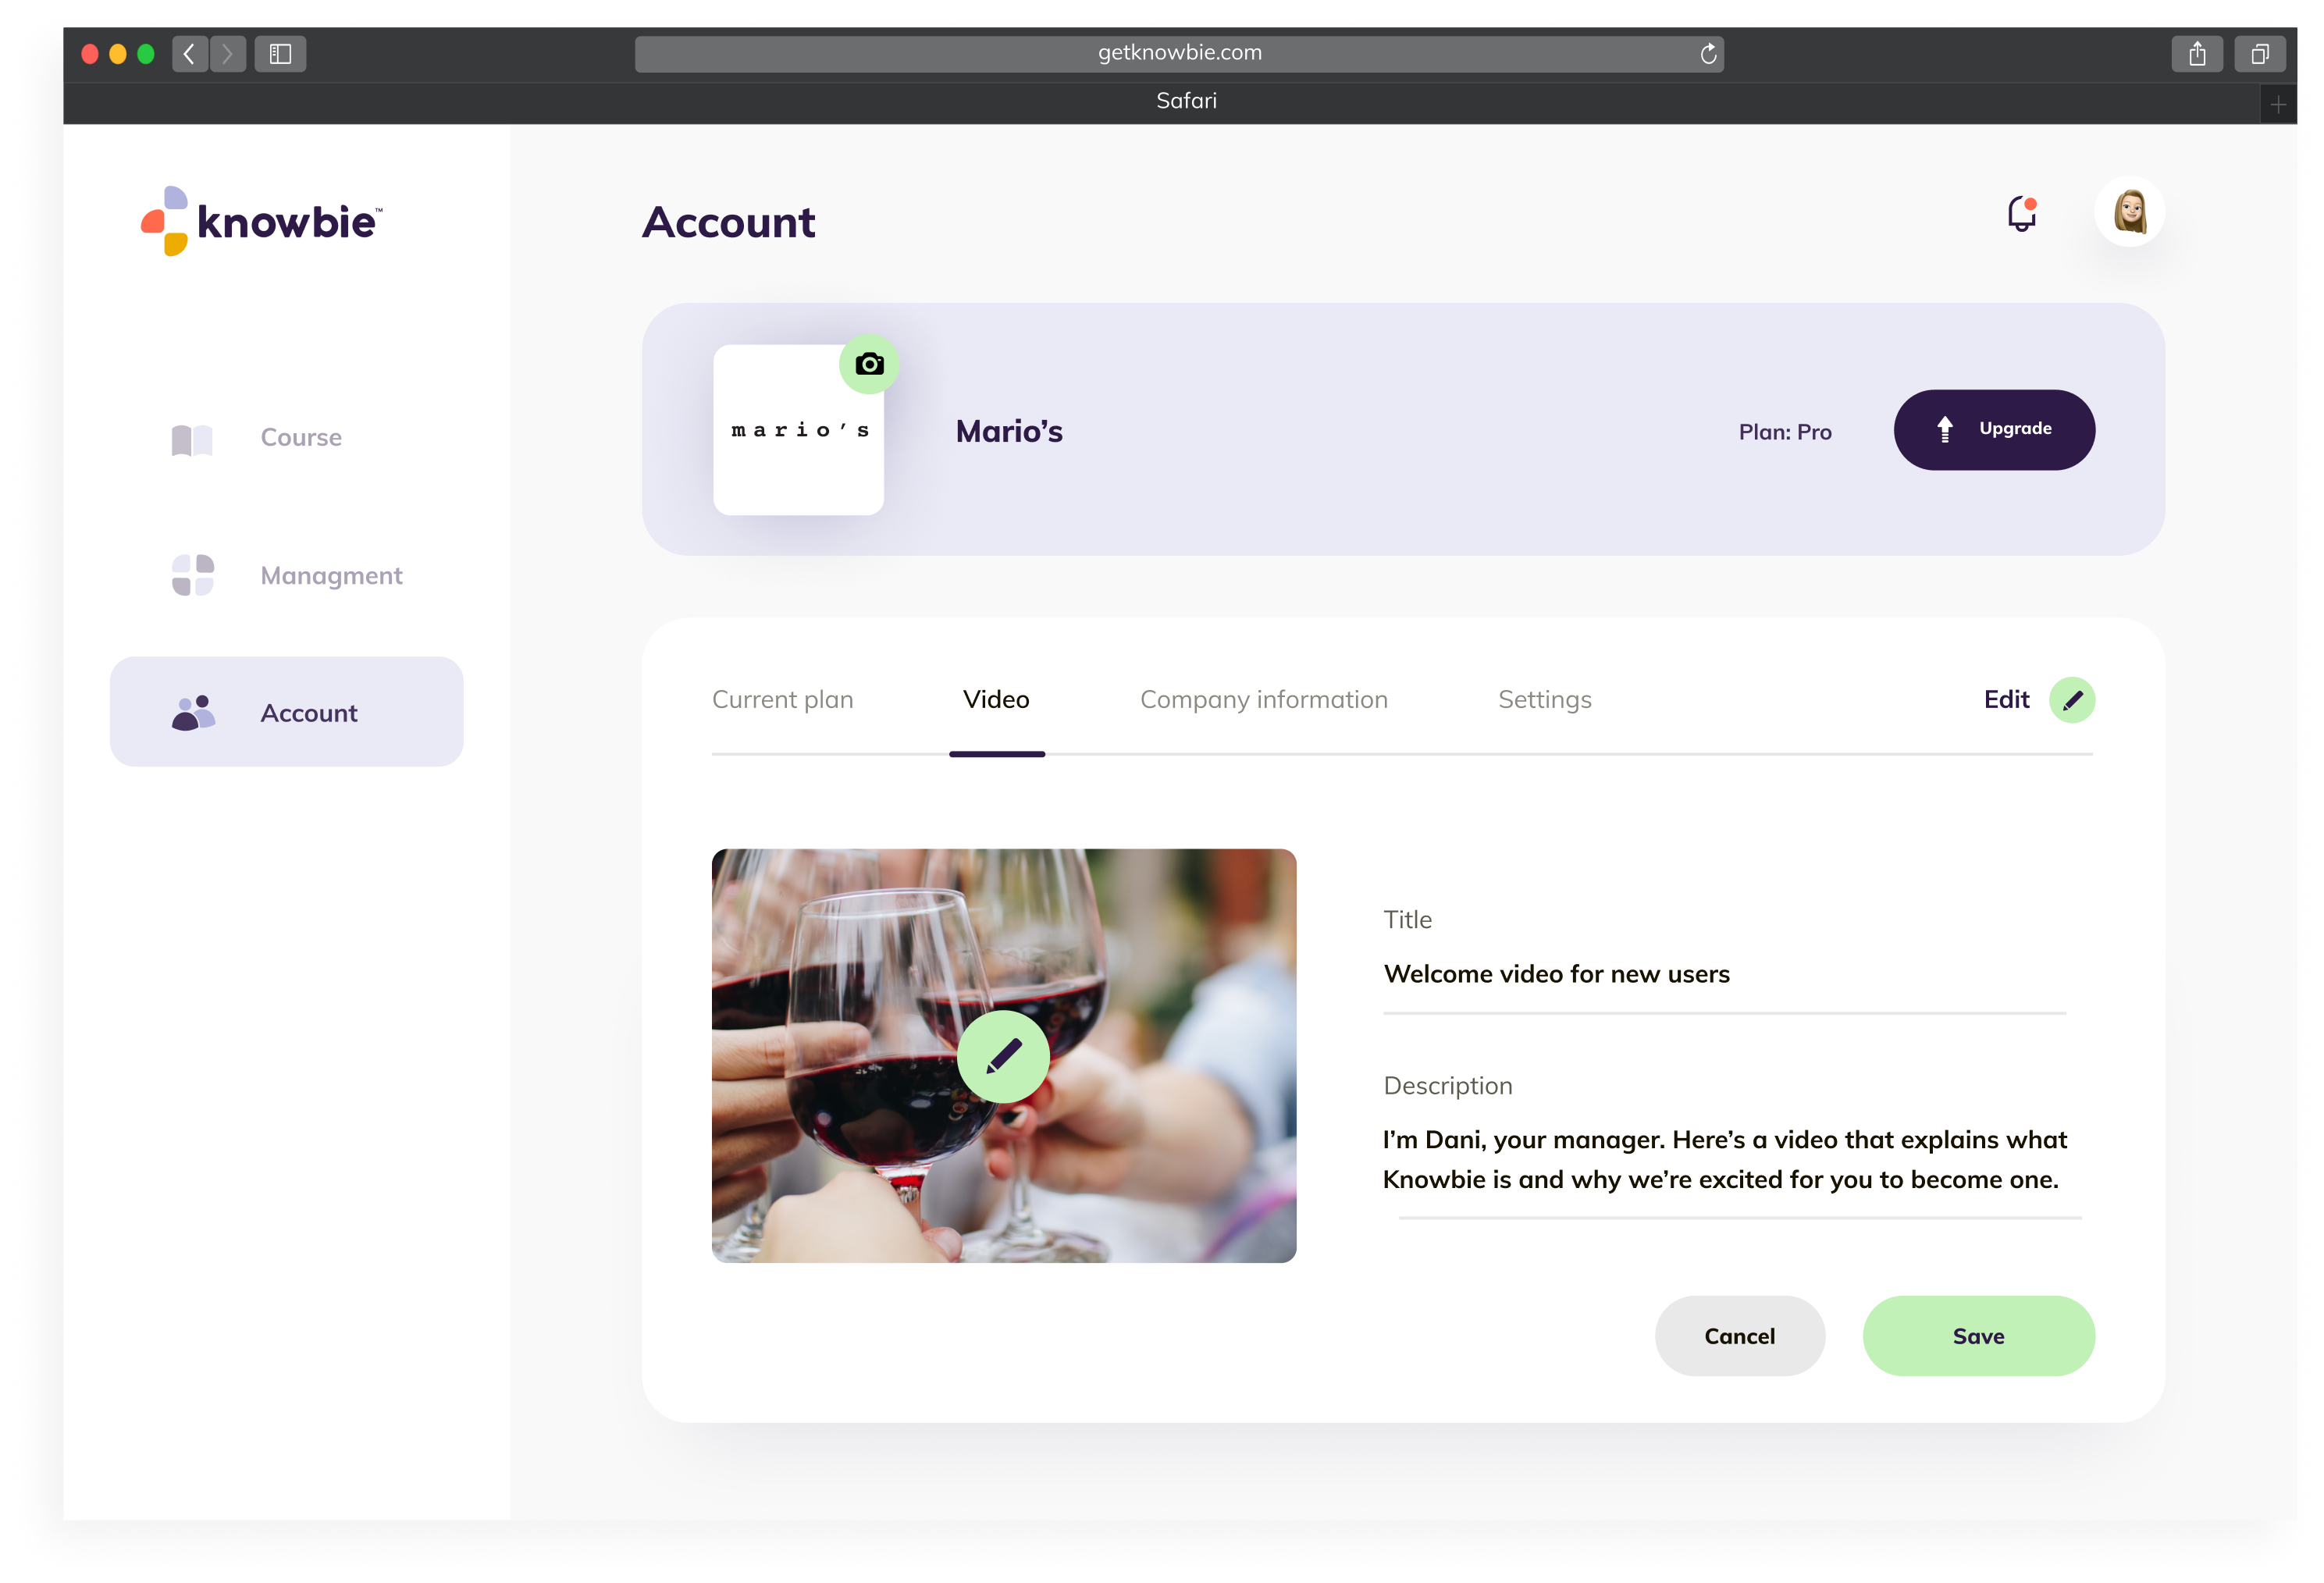 getknowbie.com
Safari
knowbie™
Account
Course
Managment
Account
mario’s
Mario’s
Plan: Pro
Upgrade
Current plan
Video
Company information
Settings
Edit
Title
Welcome video for new users
Description
I’m Dani, your manager. Here’s a video that explains what
Knowbie is and why we’re excited for you to become one.
Cancel
Save